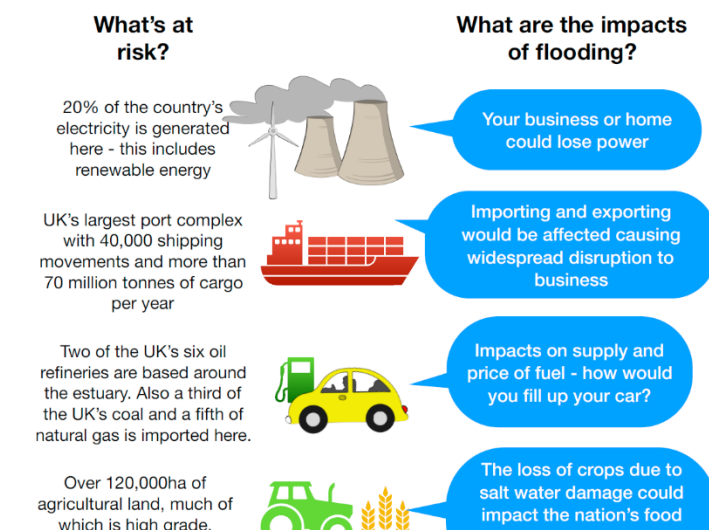 What's at
risk?
What are the impacts
of flooding?
20% of the country's
electricity is generated
here - this includes
renewable energy
Your business or home
could lose power
UK's largest port complex
with 40,000 shipping
movements and more than
70 million tonnes of cargo
per year
Importing and exporting
would be affected causing
widespread disruption to
business
Two of the UK's six oil
refineries are based around
the estuary. Also a third of
the UK's coal and a fifth of
natural gas is imported here.
Impacts on supply and
price of fuel - how would
you fill up your car?
Over 120,000ha of
agricultural land, much of
which is high grade.
The loss of crops due to
salt water damage could
impact the nation's food